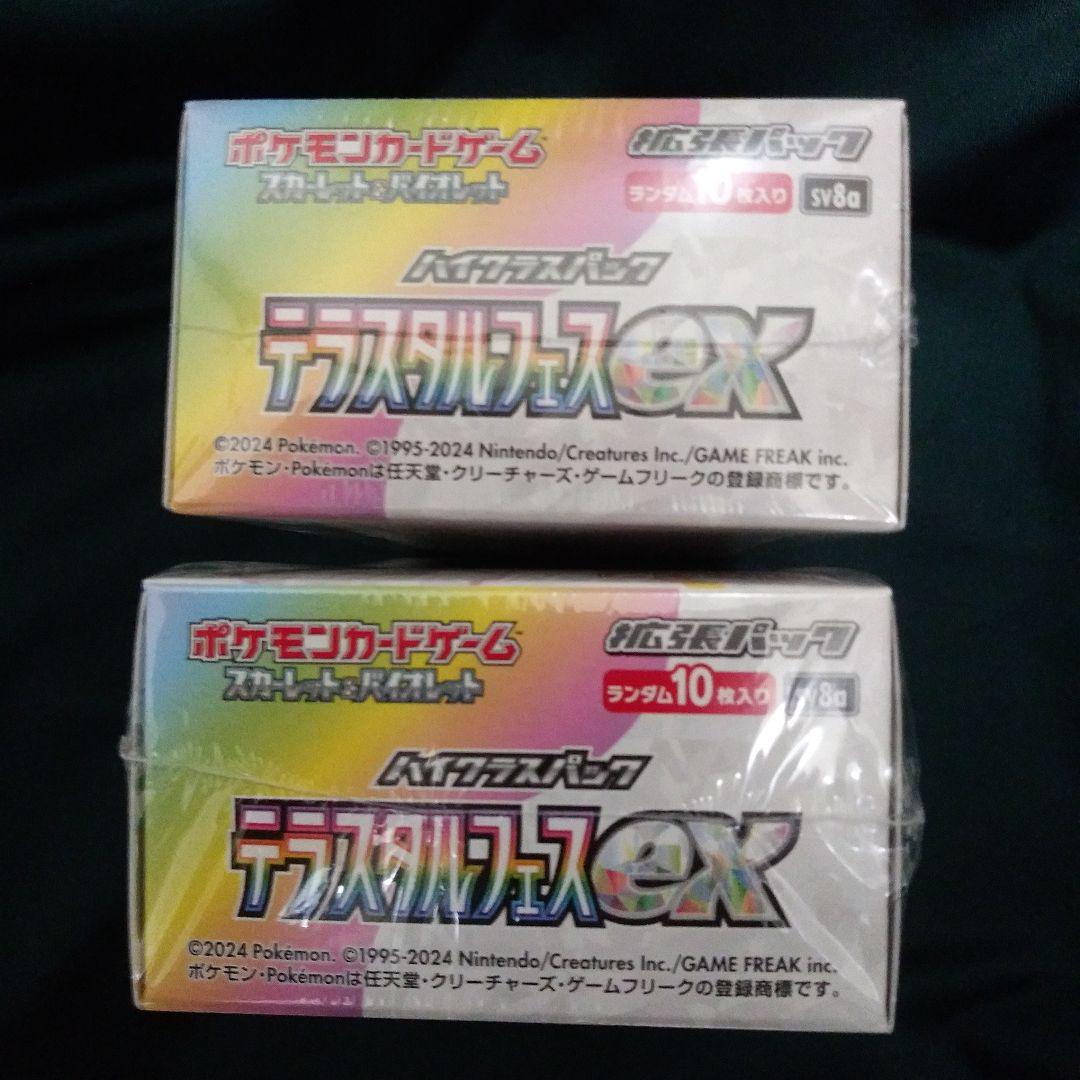 ポケモンカードゲーム
スカーレット&バイオレット
拡張パック
ランダム10枚入り SV8a
ハイクラスパック
テラスタルフェスex
©2024 Pokémon. ©1995-2024 Nintendo/Creatures Inc./GAME FREAK inc.
ポケモン・Pokémonは任天堂・クリーチャーズ・ゲームフリークの登録商標です。
ポケモンカードゲーム
スカーレット&バイオレット
拡張パック
ランダム10枚入り SV8a
ハイクラスパック
テラスタルフェスex
©2024 Pokémon. ©1995-2024 Nintendo/Creatures Inc./GAME FREAK inc.
ポケモン・Pokémonは任天堂・クリーチャーズ・ゲームフリークの登録商標です。